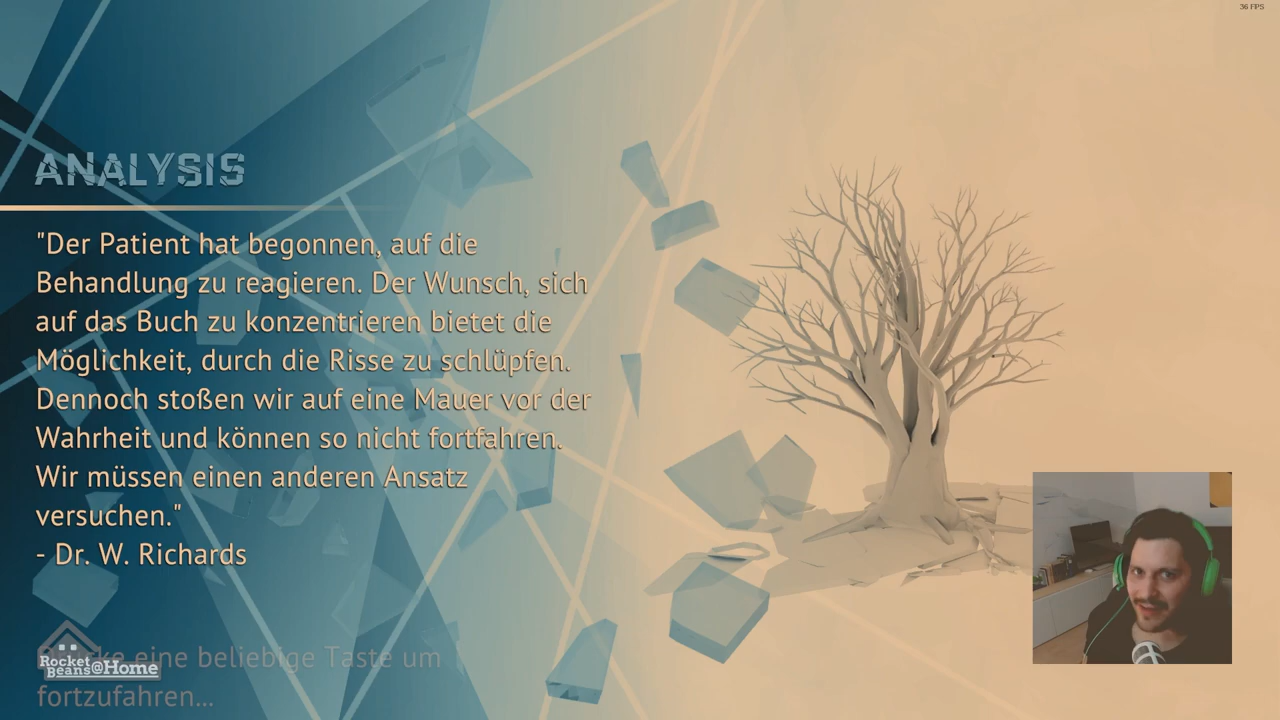 36 FPS
ANALYSIS
"Der Patient hat begonnen, auf die
Behandlung zu reagieren. Der Wunsch, sich
auf das Buch zu konzentrieren bietet die
Möglichkeit, durch die Risse zu schlüpfen.
Dennoch stoßen wir auf eine Mauer vor der
Wahrheit und können so nicht fortfahren.
Wir müssen einen anderen Ansatz
versuchen."
- Dr. W. Richards
eine beliebige Taste um
fortzufahren...
Rocket
Beans@Home